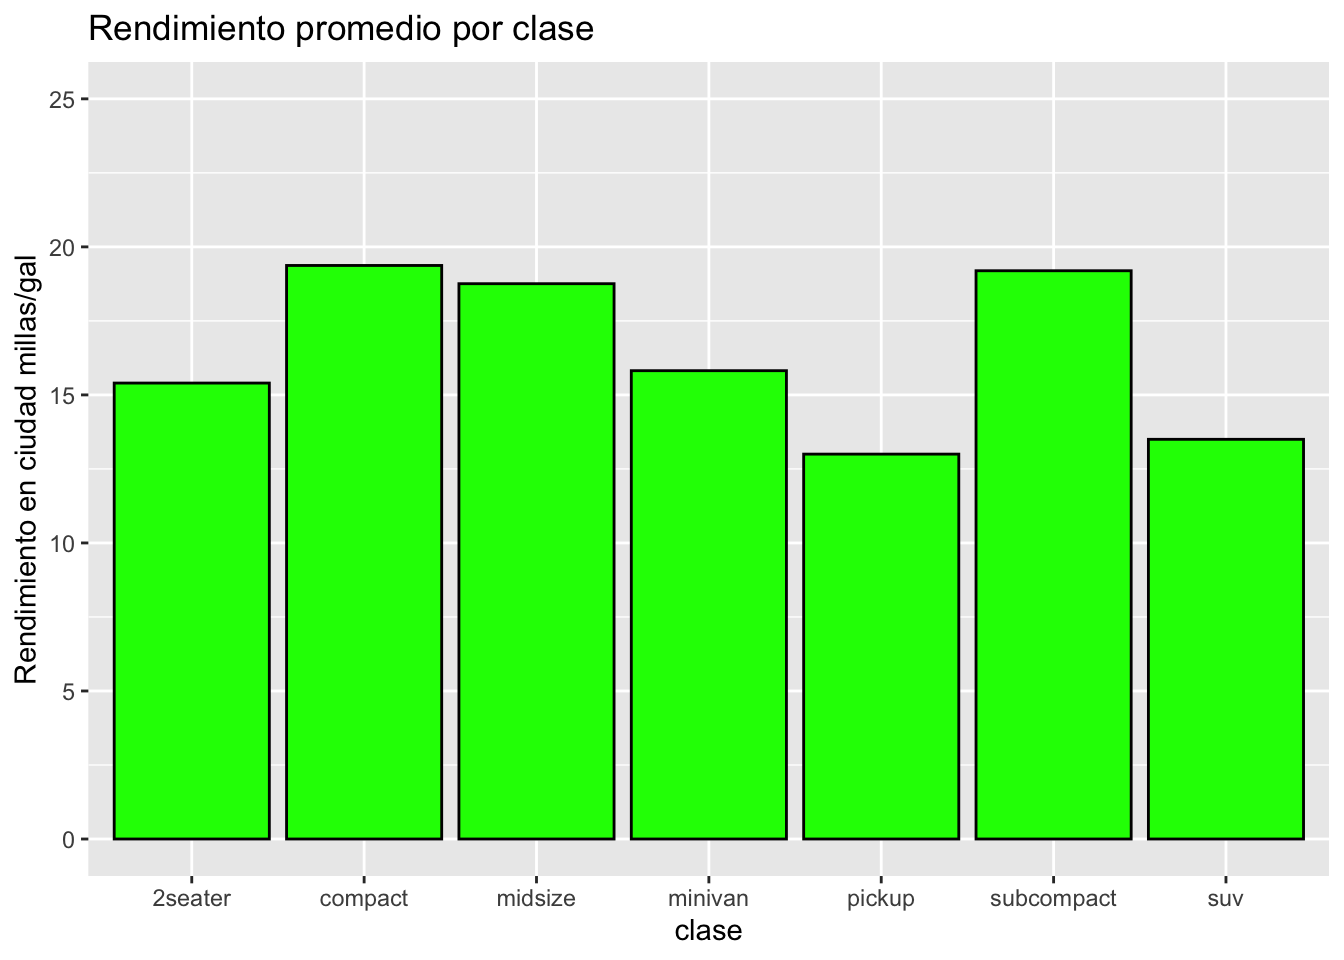 Rendimiento promedio por clase
Rendimiento en ciudad millas/gal
25
20
15
10
5
0
2seater compact midsize minivan pickup subcompact suv
clase